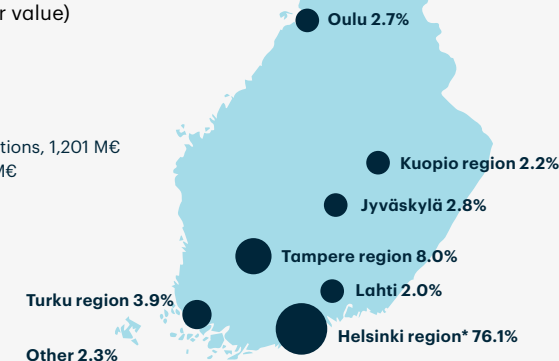 r value)
Oulu 2.7%
tions, 1,201 M€
M€
Kuopio region 2.2%
Jyväskylä 2.8%
Tampere region 8.0%
Lahti 2.0%
Turku region 3.9%
Helsinki region* 76.1%
Other 2.3%